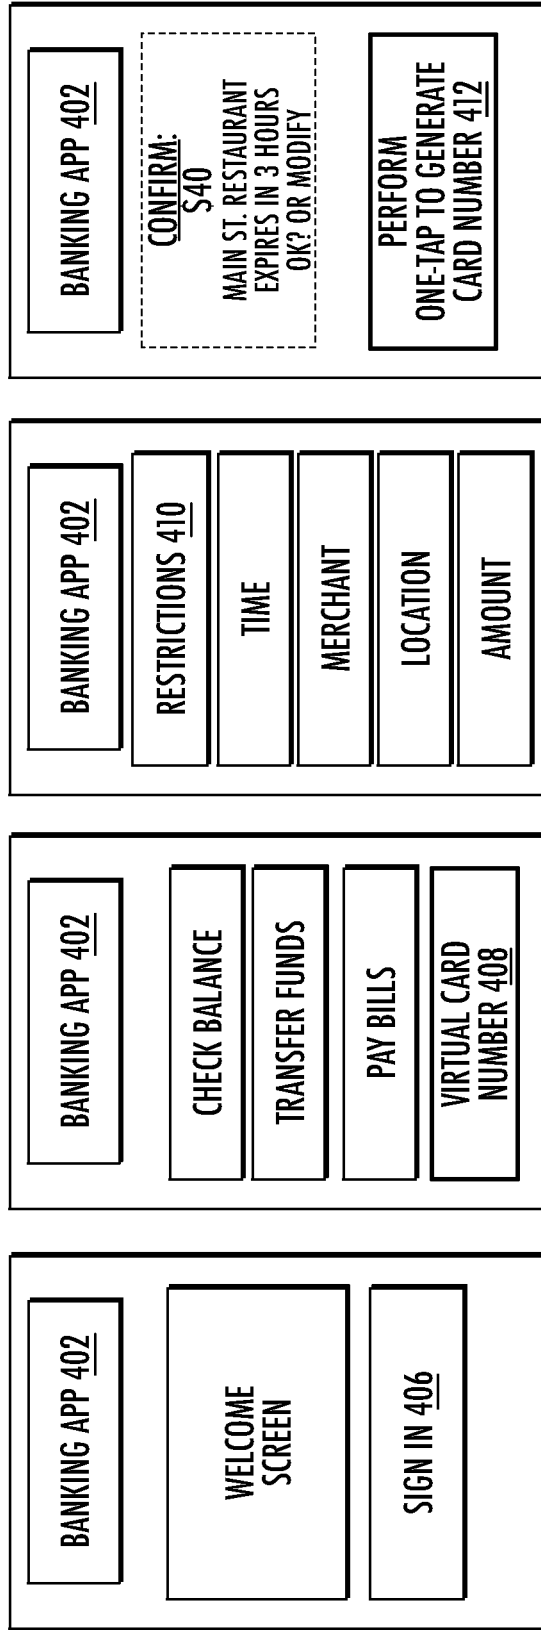 BANKING APP 402
WELCOME
SCREEN
SIGN IN 406
BANKING APP 402
CHECK BALANCE
TRANSFER FUNDS
PAY BILLS
VIRTUAL CARD
NUMBER 408
BANKING APP 402
RESTRICTIONS 410
TIME
MERCHANT
LOCATION
AMOUNT
BANKING APP 402
CONFIRM:
$40
MAIN ST. RESTAURANT
EXPIRES IN 3 HOURS
OK? OR MODIFY
PERFORM
ONE-TAP TO GENERATE
CARD NUMBER 412